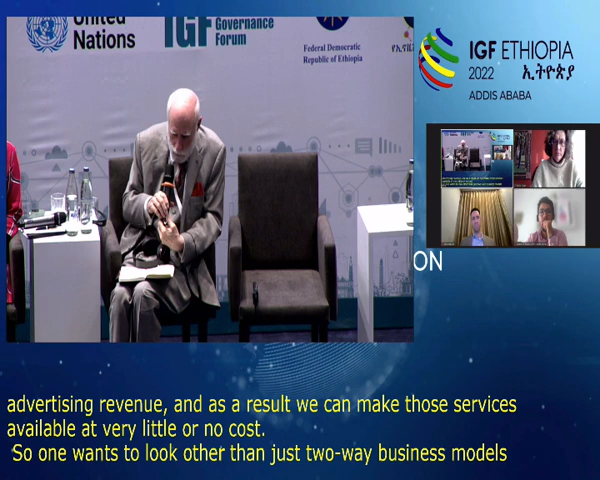 United
Nations
IGF
Governance
Forum
Federal Democratic
Republic of Ethiopia
IGF ETHIOPIA
2022 ኢትዮጵያ
ADDIS ABABA
ON
advertising revenue, and as a result we can make those services
available at very little or no cost.
So one wants to look other than just two-way business models